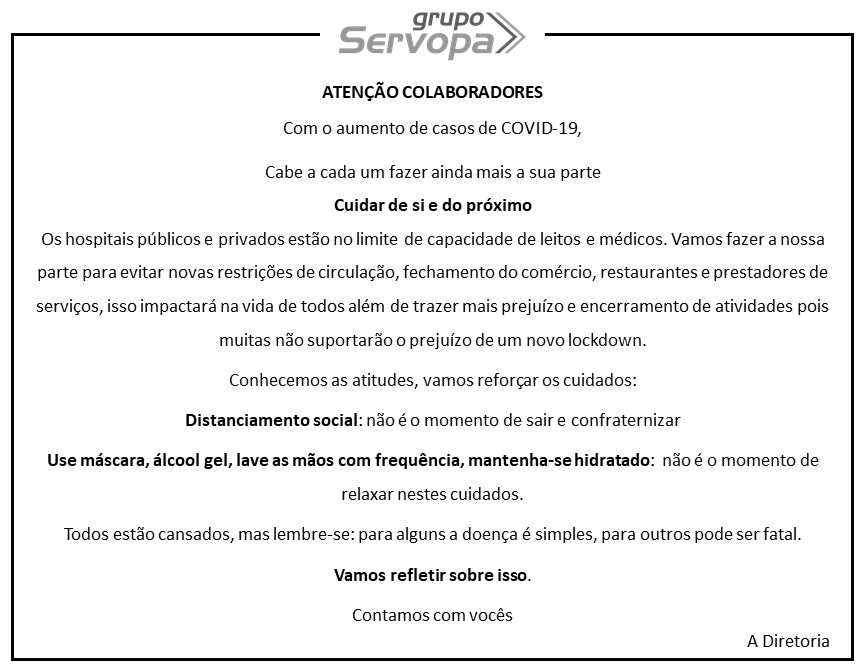 grupo
Servopa
ATENÇÃO COLABORADORES
Com o aumento de casos de COVID-19,
Cabe a cada um fazer ainda mais a sua parte
Cuidar de si e do próximo
Os hospitais públicos e privados estão no limite de capacidade de leitos e médicos. Vamos fazer a nossa
parte para evitar novas restrições de circulação, fechamento do comércio, restaurantes e prestadores de
serviços, isso impactará na vida de todos além de trazer mais prejuízo e encerramento de atividades pois
muitas não suportarão o prejuízo de um novo lockdown.
Conhecemos as atitudes, vamos reforçar os cuidados:
Distanciamento social: não é o momento de sair e confraternizar
Use máscara, álcool gel, lave as mãos com frequência, mantenha-se hidratado: não é o momento de
relaxar nestes cuidados.
Todos estão cansados, mas lembre-se: para alguns a doença é simples, para outros pode ser fatal.
Vamos refletir sobre isso.
Contamos com vocês
A Diretoria